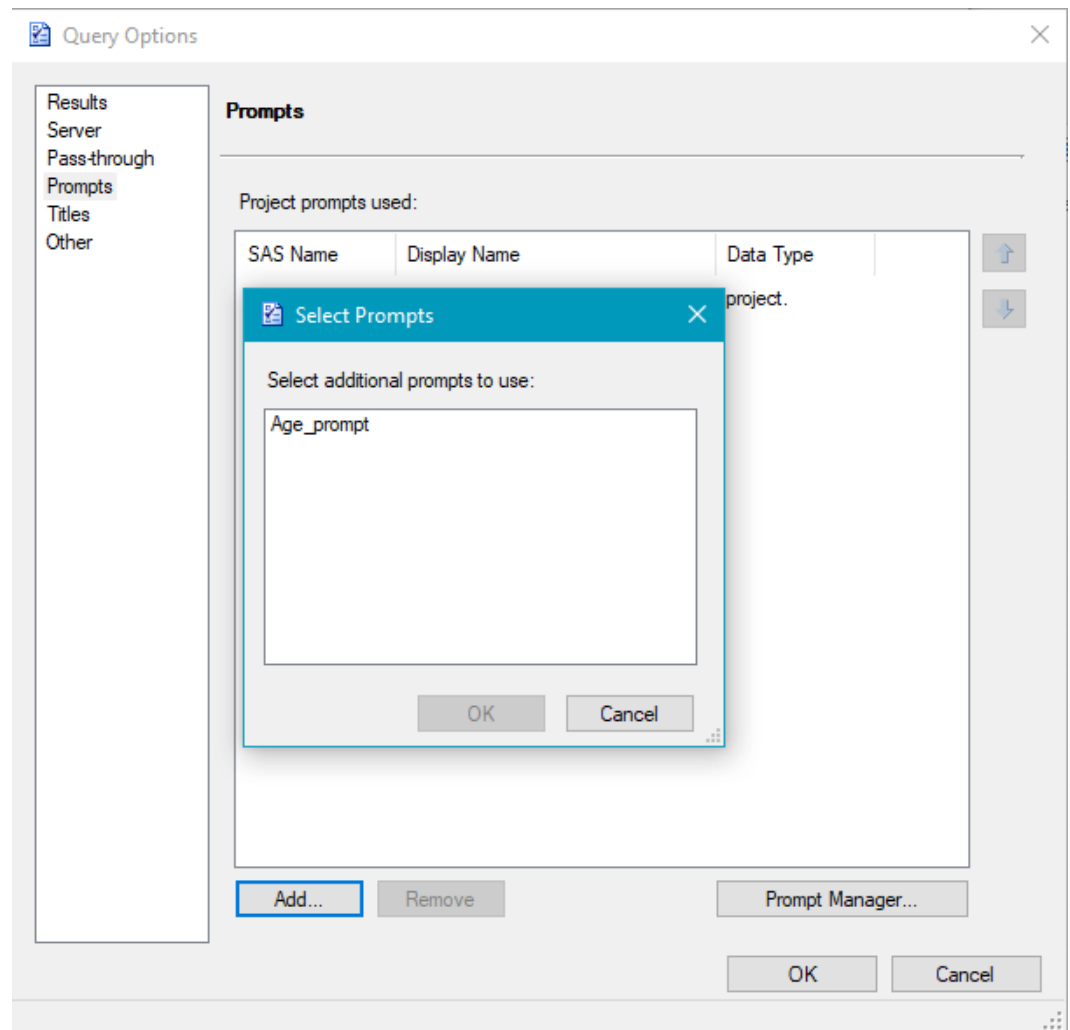 Query Options
Results
Server
Pass-through
Prompts
Titles
Other
Prompts
Project prompts used:
SAS Name Display Name Data Type
project.
Select Prompts
Select additional prompts to use:
Age_prompt
OK Cancel
Add... Remove Prompt Manager...
OK Cancel